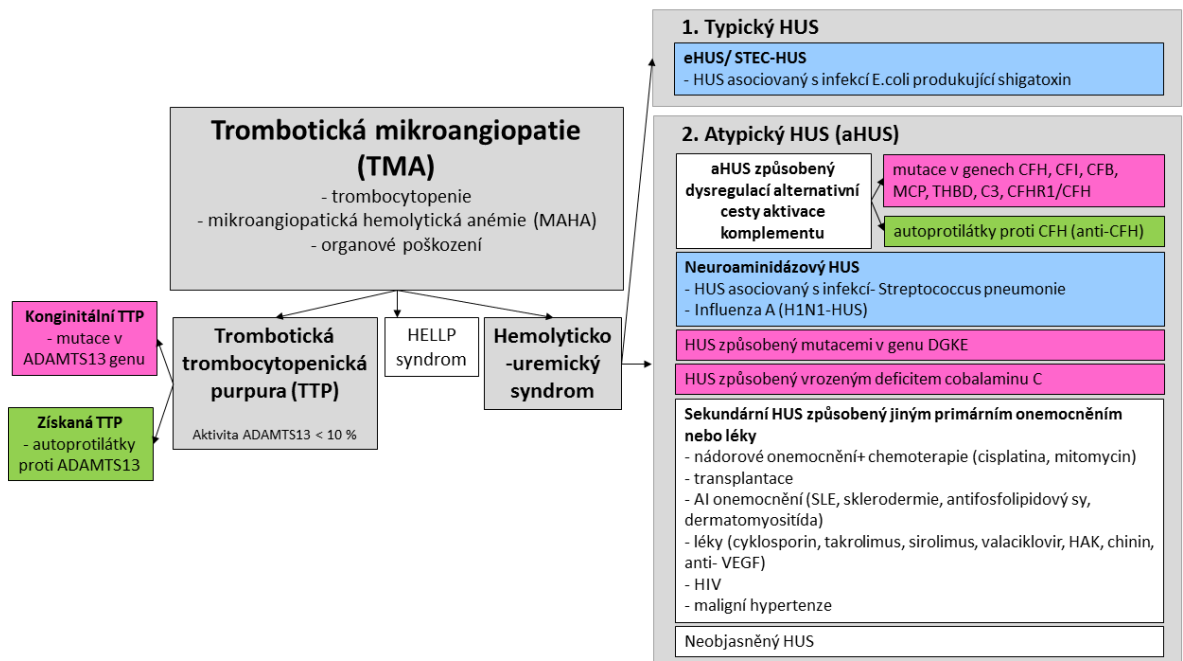 Trombotická mikroangiopatie
(TMA)
- trombocytopenie
- mikroangiopatická hemolytická anémie (MAHA)
- organové poškození
Konginitální TTP
- mutace v
ADAMTS13 genu
Získaná TTP
- autoprotilátky
proti ADAMTS13
Trombotická
trombocytopenická
purpura (TTP)
Aktivita ADAMTS13 < 10 %
HELLP
syndrom
Hemolyticko
-uremický
syndrom
1. Typický HUS
eHUS/ STEC-HUS
- HUS asociovaný s infekcí E.coli produkující shigatoxin
2. Atypický HUS (aHUS)
aHUS způsobený
dysregulací alternativní
cesty aktivace
komplementu
mutace v genech CFH, CFI, CFB,
MCP, THBD, C3, CFHR1/CFH
autoprotilátky proti CFH (anti-CFH)
Neuroaminidázový HUS
- HUS asociovaný s infekcí- Streptococcus pneumonie
- Influenza A (H1N1-HUS)
HUS způsobený mutacemi v genu DGKE
HUS způsobený vrozeným deficitem cobalaminu C
Sekundární HUS způsobený jiným primárním onemocněním
nebo léky
- nádorové onemocnění+ chemoterapie (cisplatina, mitomycin)
- transplantace
- AI onemocnění (SLE, sklerodermie, antifosfolipidový sy,
dermatomyositída)
- léky (cyklosporin, takrolimus, sirolimus, valaciklovir, HAK, chinin,
anti- VEGF)
- HIV
- maligní hypertenze
Neobjasněný HUS